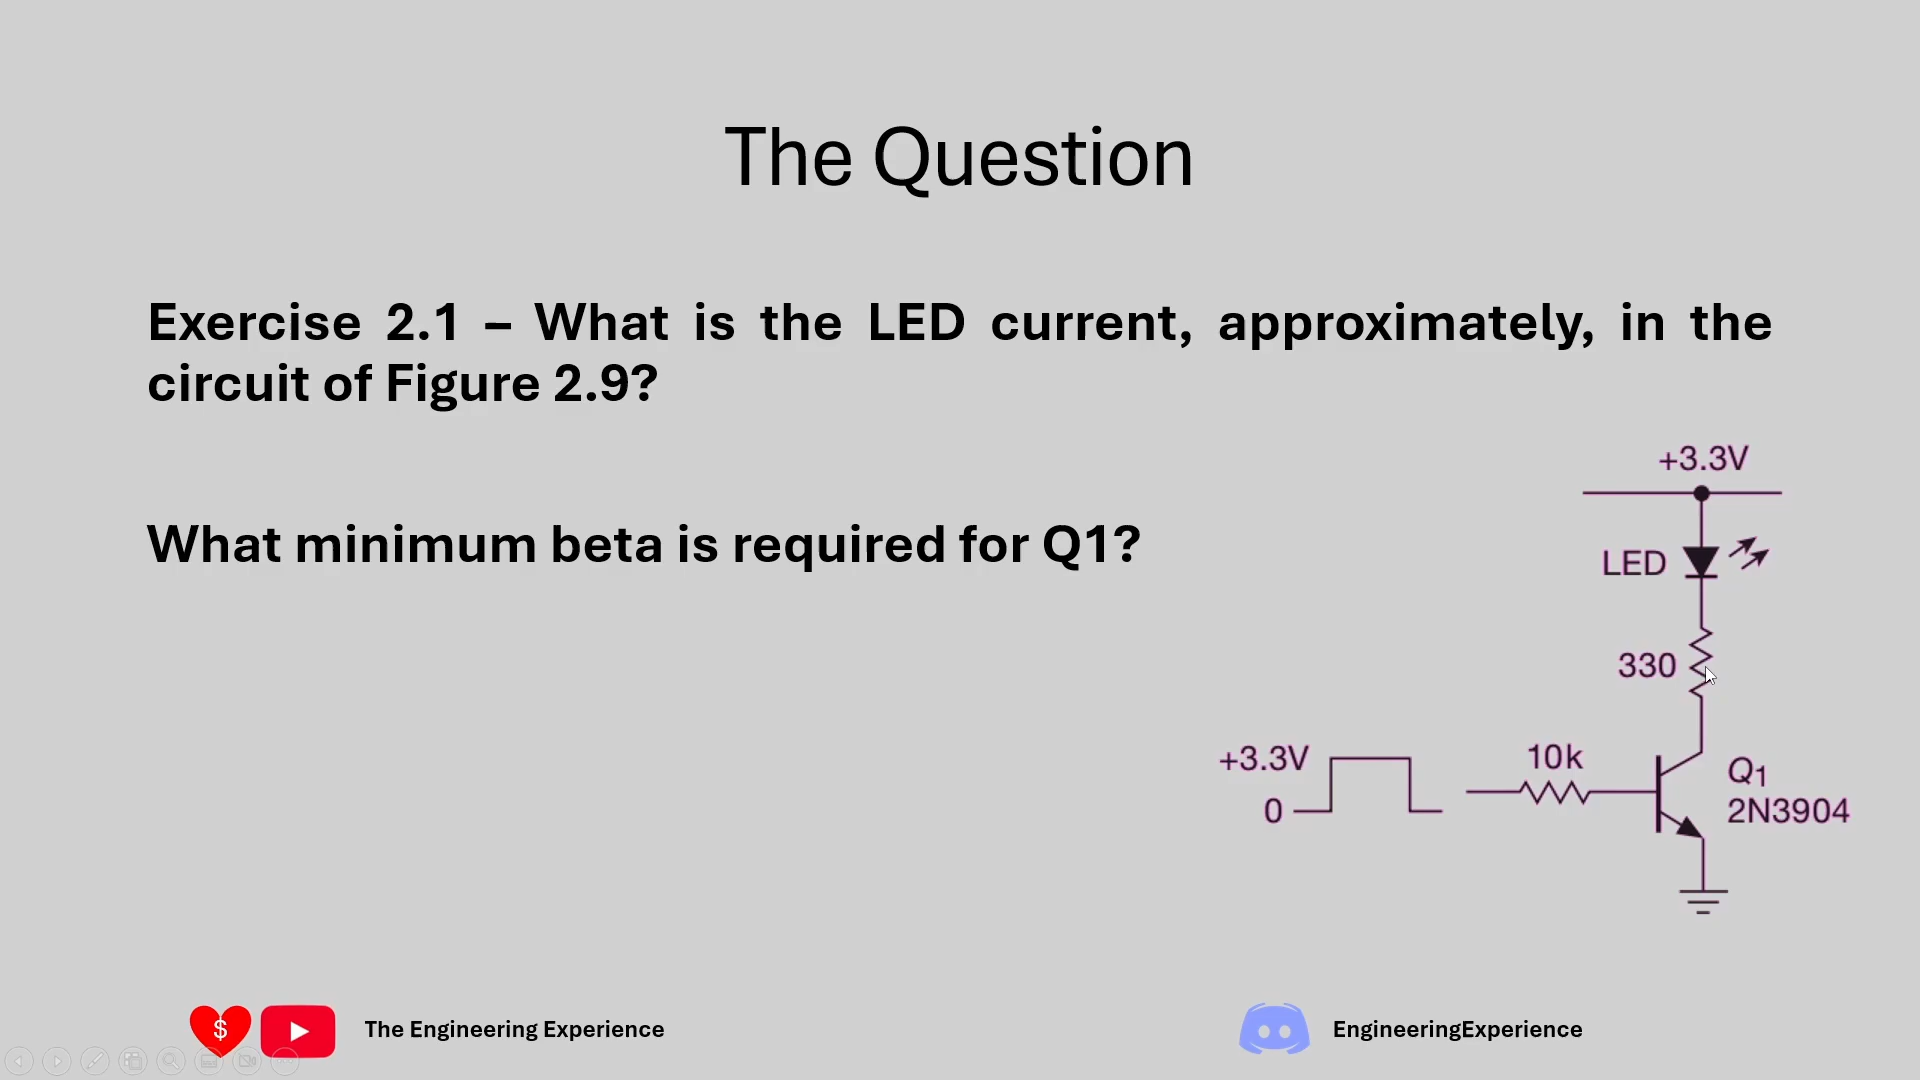 The Question
Exercise 2.1 – What is the LED current, approximately, in the
circuit of Figure 2.9?
What minimum beta is required for Q1?
+3.3V
LED
330
+3.3V
0
10k
Q1
2N3904
$
The Engineering Experience
EngineeringExperience